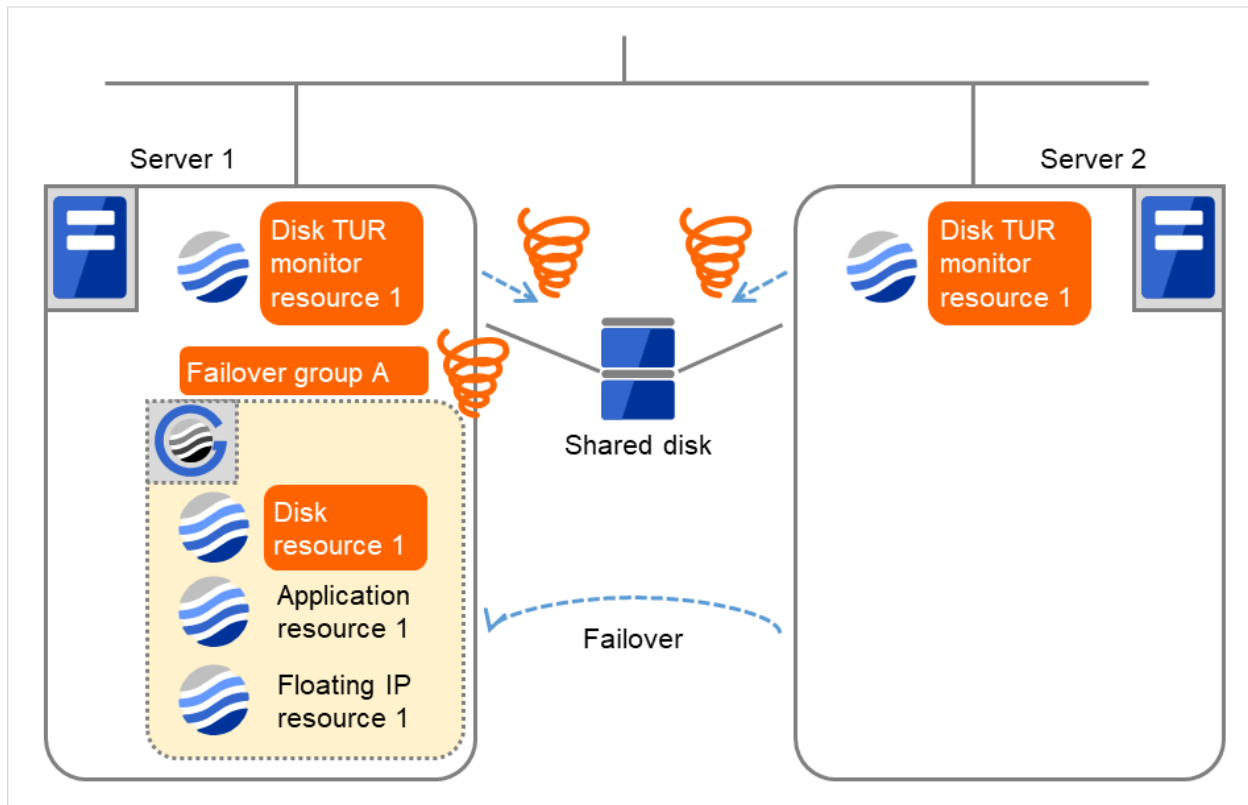 Server 1
Server 2
Disk TUR
monitor
resource 1
Disk TUR
monitor
resource 1
Failover group A
Shared disk
Disk
resource 1
Application
resource 1
Failover
Floating IP
resource 1